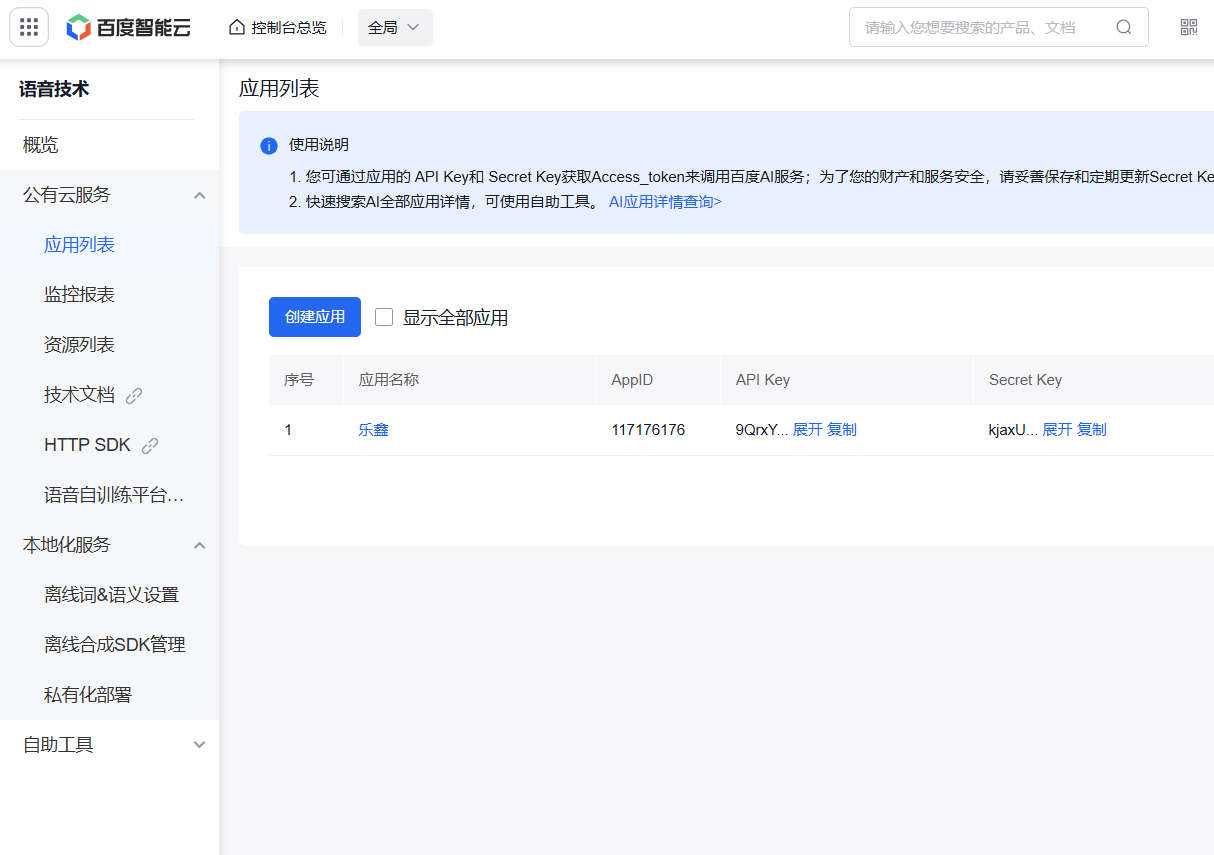 百度智能云 控制台总览 全局 请输入您想要搜索的产品、文档
语音技术
概览
公有云服务
应用列表
监控报表
资源列表
技术文档
HTTP SDK
语音自训练平台...
本地化服务
离线词&语义设置
离线合成SDK管理
私有化部署
自助工具
应用列表
使用说明
1. 您可通过应用的 API Key和 Secret Key获取Access_token来调用百度AI服务；为了您的财产和服务安全，请妥善保存和定期更新Secret Ke
2. 快速搜索AI全部应用详情，可使用自助工具。 AI应用详情查询>
创建应用 显示全部应用
序号 应用名称 AppID API Key Secret Key
1 乐鑫 117176176 9QrxY... 展开 复制 kjaxU... 展开 复制